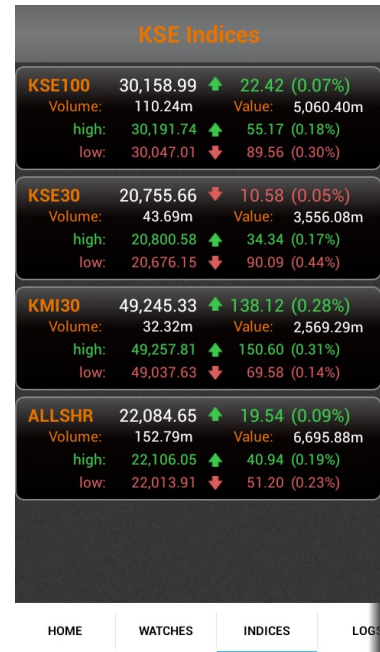 KSE Indices
KSE100 30,158.99 22.42 (0.07%)
Volume: 110.24m Value: 5,060.40m
high: 30,191.74 55.17 (0.18%)
low: 30,047.01 89.56 (0.30%)
KSE30 20,755.66 10.58 (0.05%)
Volume: 43.69m Value: 3,556.08m
high: 20,800.58 34.34 (0.17%)
low: 20,676.15 90.09 (0.44%)
KMI30 49,245.33 138.12 (0.28%)
Volume: 32.32m Value: 2,569.29m
high: 49,257.81 150.60 (0.31%)
low: 49,037.63 69.58 (0.14%)
ALLSHR 22,084.65 19.54 (0.09%)
Volume: 152.79m Value: 6,695.88m
high: 22,106.05 40.94 (0.19%)
low: 22,013.91 51.20 (0.23%)
HOME WATCHES INDICES LOGS